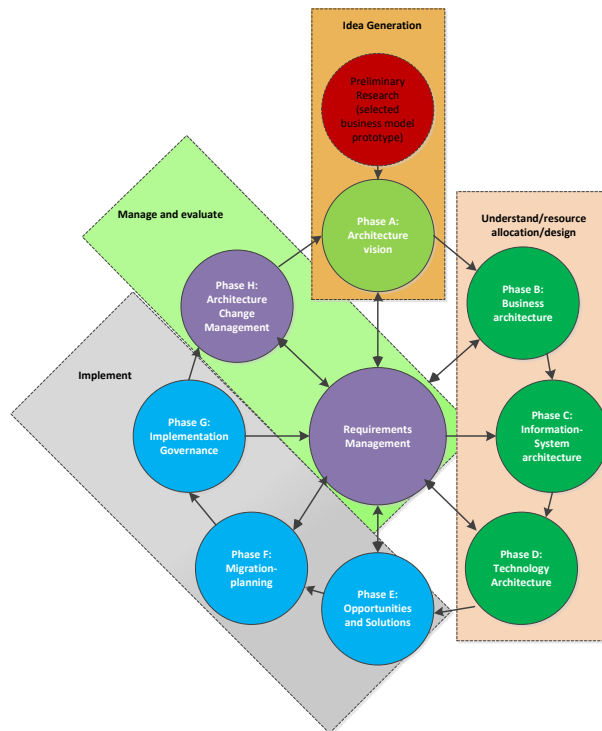 Idea Generation
Preliminary
Research
(selected
business model
prototype)
Phase A:
Architecture
vision
Manage and evaluate
Understand/resource
allocation/design
Phase H:
Architecture
Change
Management
Phase B:
Business
architecture
Implement
Phase G:
Implementation
Governance
Requirements
Management
Phase C:
Information-
System
architecture
Phase F:
Migration-
planning
Phase D:
Technology
Architecture
Phase E:
Opportunities
and Solutions